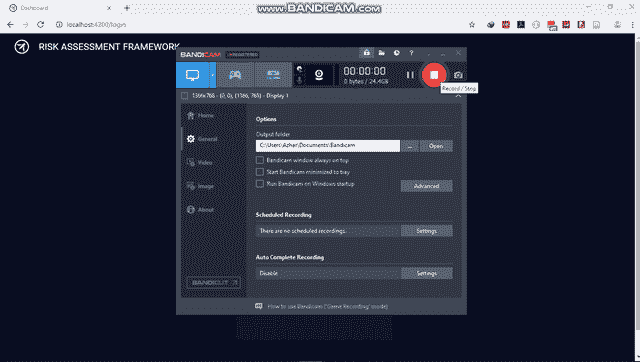 Dashboard
www.BANDICAM.com
localhost:4200/login
RISK ASSESSMENT FRAMEWORK
BANDICAM UNREGISTERED
00:00:00
0 bytes / 24.4GB
Record / Stop
1366x768 - (0, 0), (1366, 768) - Display 1
Home
General
Video
Image
About
Options
Output folder
C:\Users\Azhar\Documents\Bandicam
...
Open
Bandicam window always on top
Start Bandicam minimized to tray
Run Bandicam on Windows startup
Advanced
Scheduled Recording
There are no scheduled recordings.
Settings
Auto Complete Recording
Disable
Settings
BANDICUT
How to use Bandicam ('Game Recording' mode)